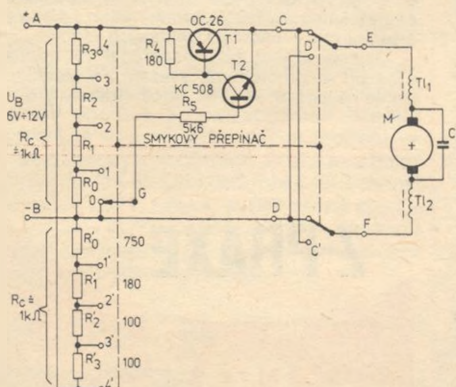 *A
OC 26
C
R3
4
R4
180
T1
T2
D'
E
3
R2
KC 508
Tl1
UB
6V÷12V
R5
5k6
M
C
RC
≐1kΩ
2
R1
SMYKOVÝ PŘEPÍNAČ
+
1
R0
0
G
Tl2
-B
D
F
R'0
750
C'
1'
RC ≐
1kΩ
R'1
180
2'
R'2
100
3'
R'3
100
4'